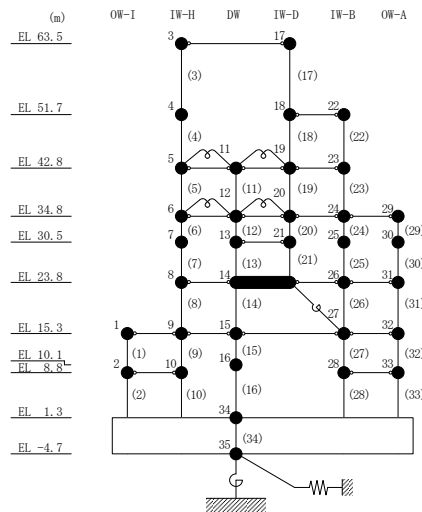 (m) OW-I IW-H DW IW-D IW-B OW-A
EL 63.5 3 17
(3) (17)
EL 51.7 4 18 22
(4) 11 (18) 19 (22)
EL 42.8 5 23
(5) 12 (11) 20 (19) (23)
EL 34.8 6 24 29
(6) (12) (20) (24) (29)
EL 30.5 7 13 21 25 30
(7) (13) (21) (25) (30)
EL 23.8 8 14 26 31
(8) (14) 27 (26) (31)
EL 15.3 1 9 15 32
(1) (9) (15) (27) (32)
EL 10.1 16
EL 8.8 2 10 28 33
(2) (10) (16) (28) (33)
EL 1.3 34
EL -4.7 35 (34)